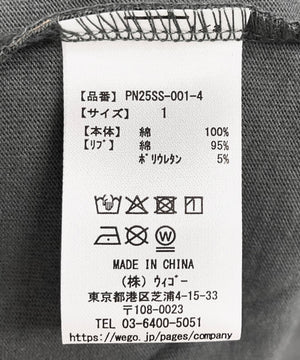 【品番】 PN25SS-001-4
【サイズ】 1
【本体】 綿 100%
【リブ】 綿 95%
ポリウレタン 5%
MADE IN CHINA
(株) ウィゴー
東京都港区芝浦4-15-33
〒108-0023
TEL 03-6400-5051
https://wego.jp/pages/company